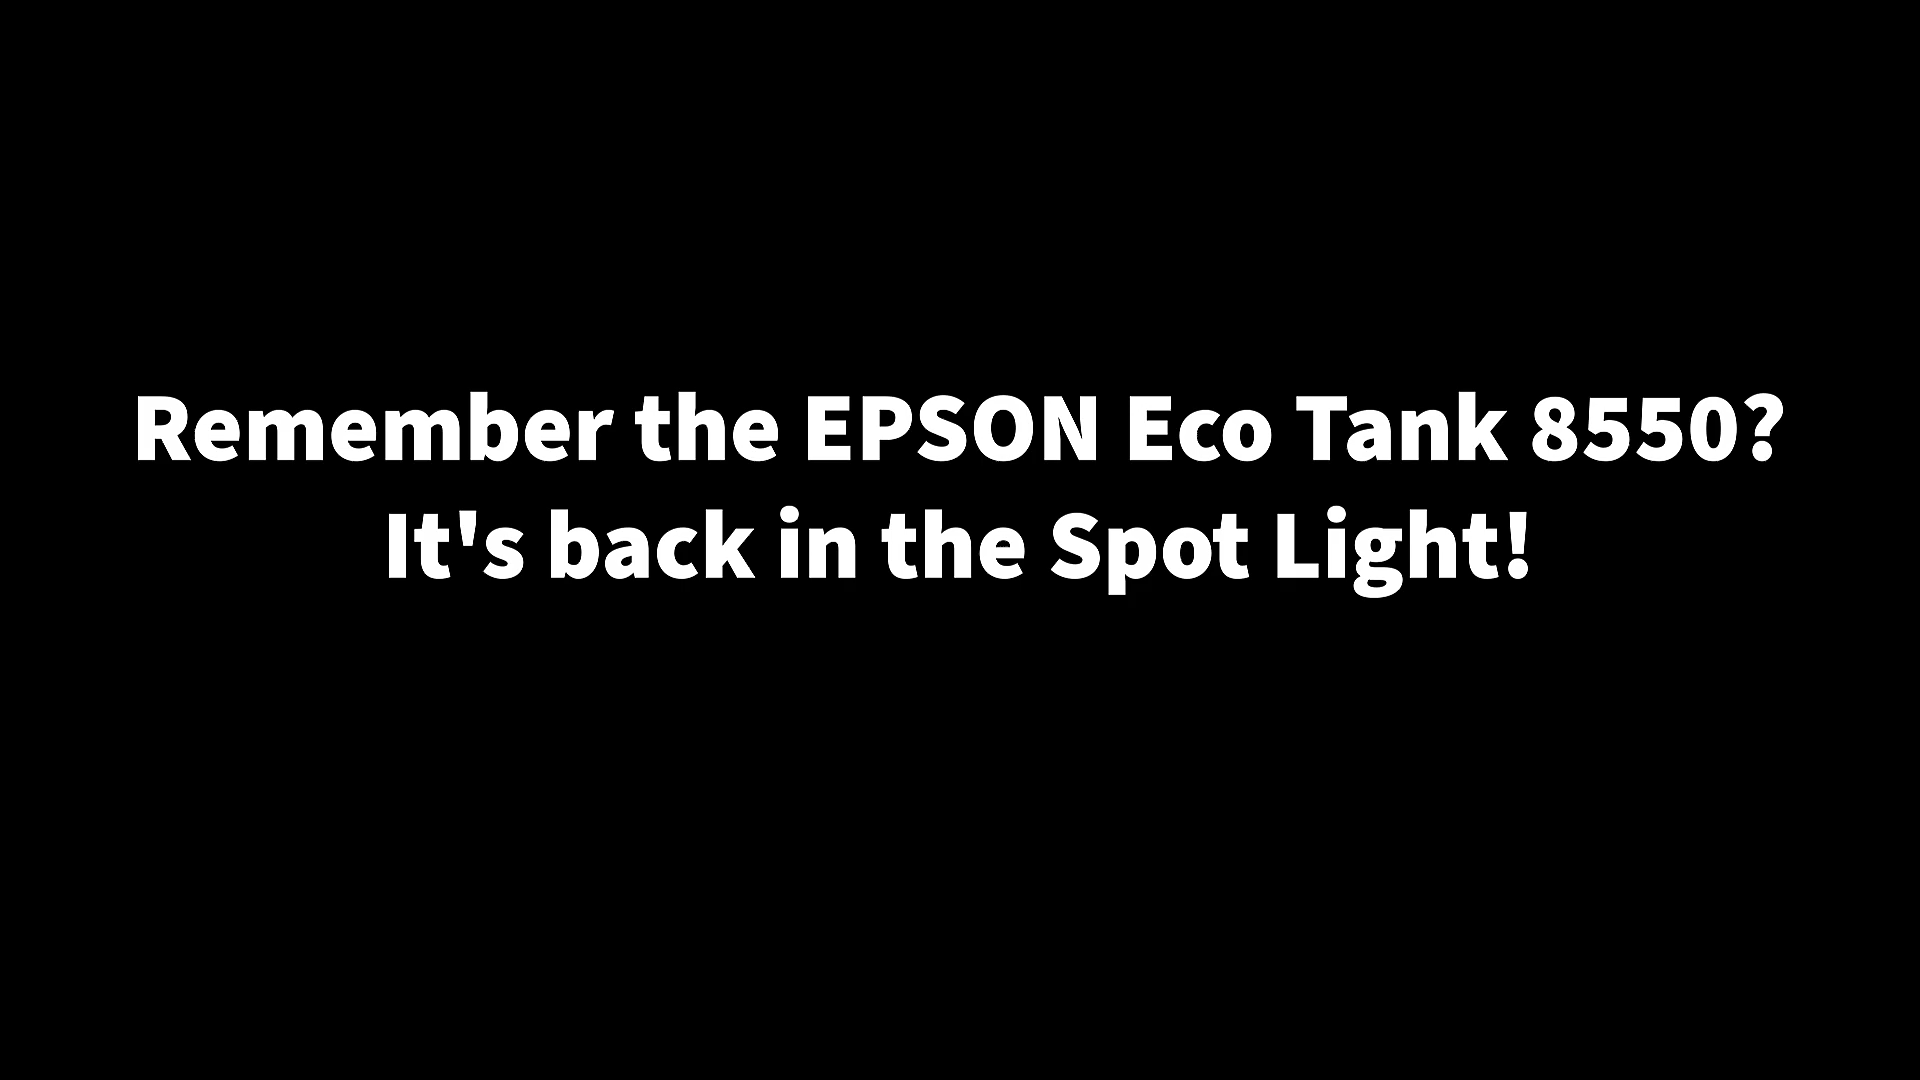 Remember the EPSON Eco Tank 8550?
It's back in the Spot Light!